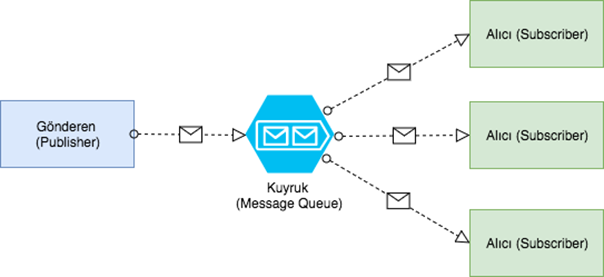 Alıcı (Subscriber)
Gönderen
(Publisher)
Alıcı (Subscriber)
Kuyruk
(Message Queue)
Alıcı (Subscriber)